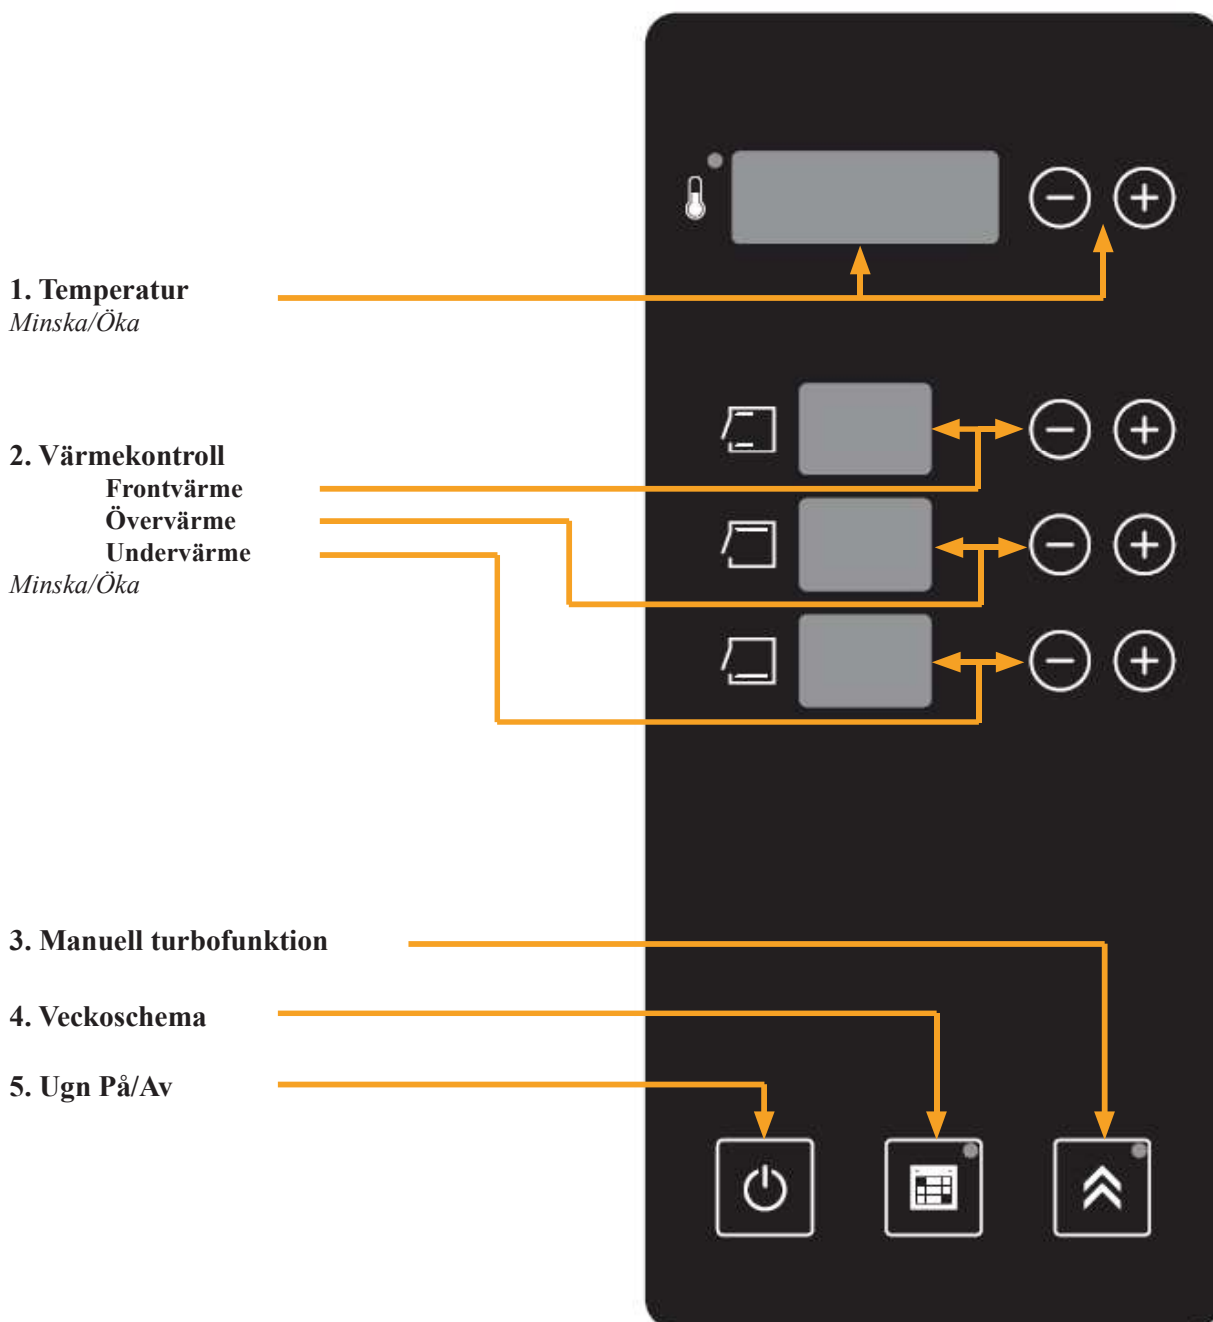 1. Temperatur
Minska/Öka
2. Värmekontroll
Frontvärme
Övervärme
Undervärme
Minska/Öka
3. Manuell turbofunktion
4. Veckoschema
5. Ugn På/Av